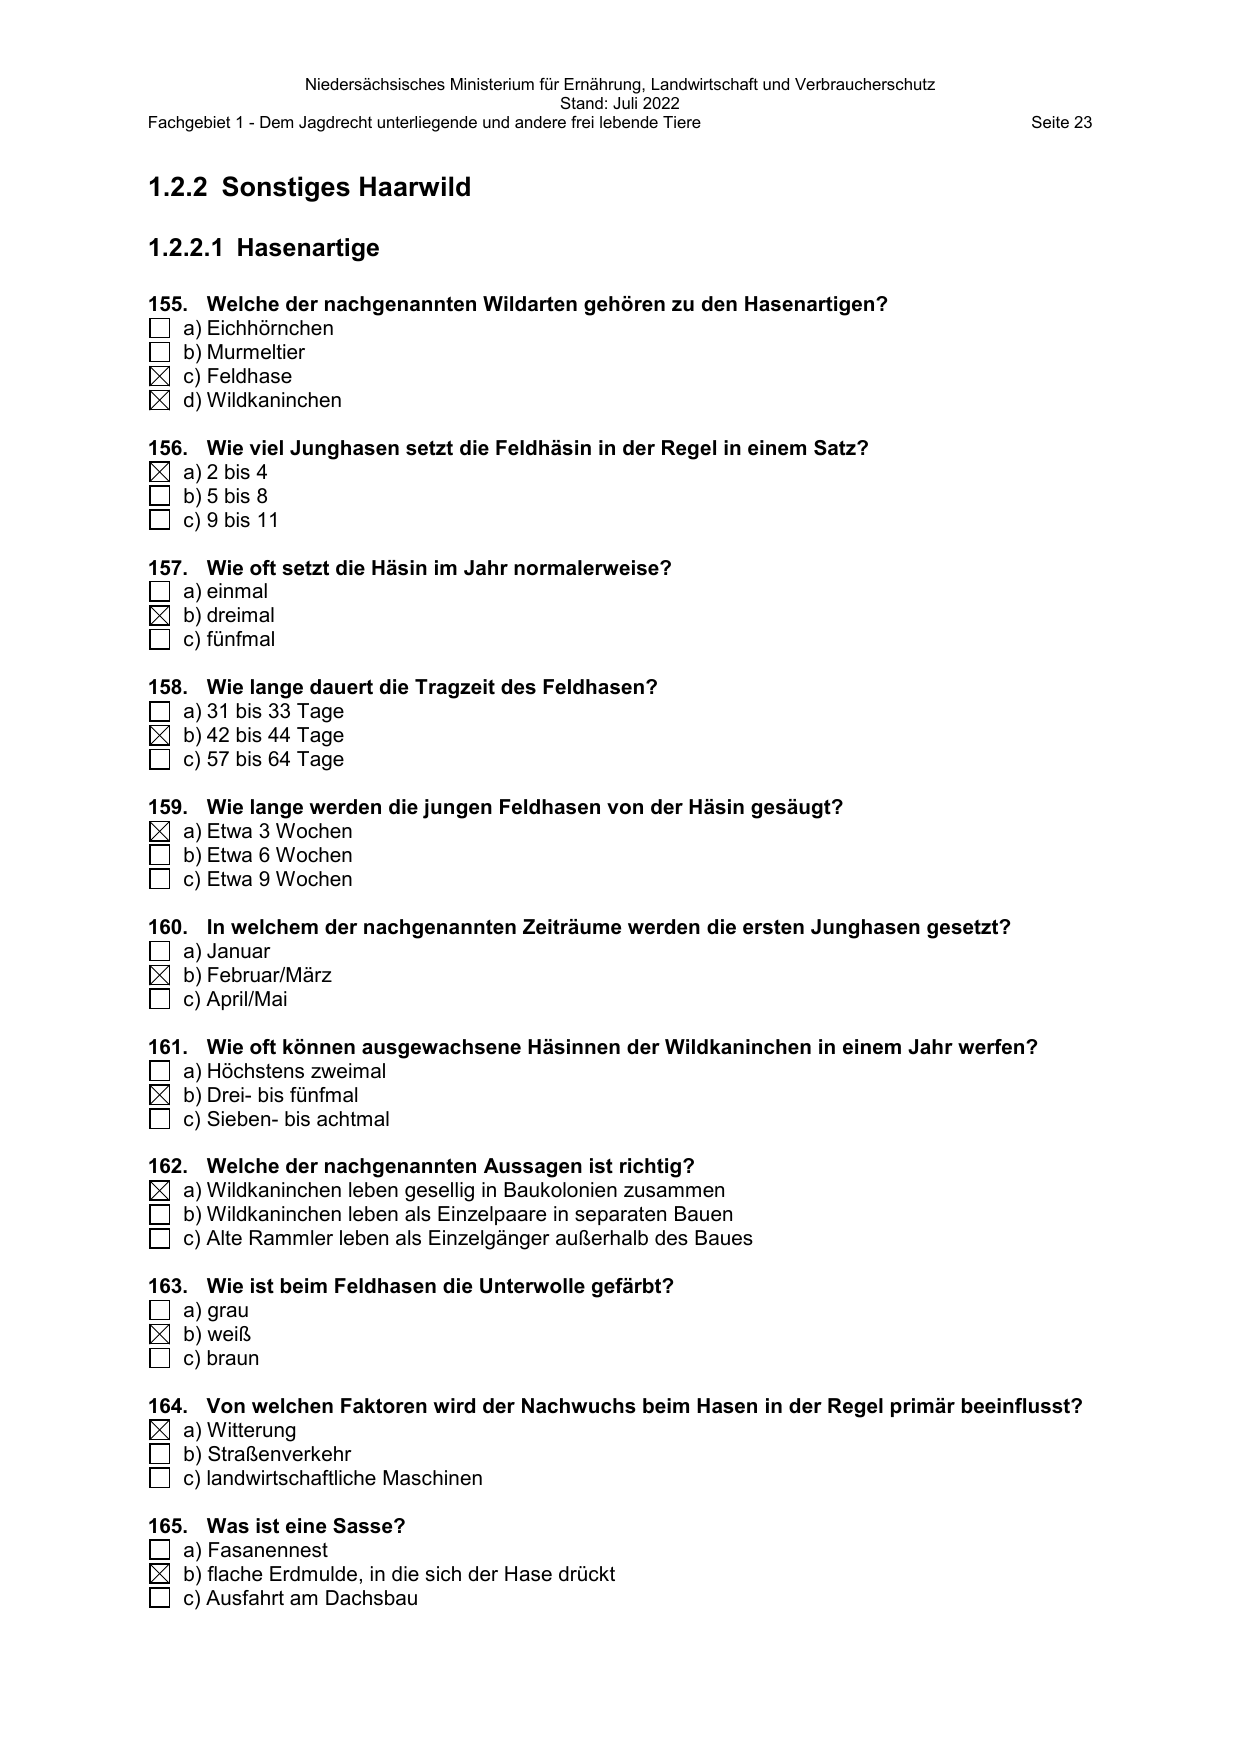 Niedersächsisches Ministerium für Ernährung, Landwirtschaft und Verbraucherschutz
Stand: Juli 2022
Fachgebiet 1 - Dem Jagdrecht unterliegende und andere frei lebende Tiere Seite 23
1.2.2 Sonstiges Haarwild
1.2.2.1 Hasenartige
155. Welche der nachgenannten Wildarten gehören zu den Hasenartigen?
☐ a) Eichhörnchen
☐ b) Murmeltier
☒ c) Feldhase
☒ d) Wildkaninchen
156. Wie viel Junghasen setzt die Feldhäsin in der Regel in einem Satz?
☒ a) 2 bis 4
☐ b) 5 bis 8
☐ c) 9 bis 11
157. Wie oft setzt die Häsin im Jahr normalerweise?
☐ a) einmal
☒ b) dreimal
☐ c) fünfmal
158. Wie lange dauert die Tragzeit des Feldhasen?
☐ a) 31 bis 33 Tage
☒ b) 42 bis 44 Tage
☐ c) 57 bis 64 Tage
159. Wie lange werden die jungen Feldhasen von der Häsin gesäugt?
☒ a) Etwa 3 Wochen
☐ b) Etwa 6 Wochen
☐ c) Etwa 9 Wochen
160. In welchem der nachgenannten Zeiträume werden die ersten Junghasen gesetzt?
☐ a) Januar
☒ b) Februar/März
☐ c) April/Mai
161. Wie oft können ausgewachsene Häsinnen der Wildkaninchen in einem Jahr werfen?
☐ a) Höchstens zweimal
☒ b) Drei- bis fünfmal
☐ c) Sieben- bis achtmal
162. Welche der nachgenannten Aussagen ist richtig?
☒ a) Wildkaninchen leben gesellig in Baukolonien zusammen
☐ b) Wildkaninchen leben als Einzelpaare in separaten Bauen
☐ c) Alte Rammler leben als Einzelgänger außerhalb des Baues
163. Wie ist beim Feldhasen die Unterwolle gefärbt?
☐ a) grau
☒ b) weiß
☐ c) braun
164. Von welchen Faktoren wird der Nachwuchs beim Hasen in der Regel primär beeinflusst?
☒ a) Witterung
☐ b) Straßenverkehr
☐ c) landwirtschaftliche Maschinen
165. Was ist eine Sasse?
☐ a) Fasanennest
☒ b) flache Erdmulde, in die sich der Hase drückt
☐ c) Ausfahrt am Dachsbau